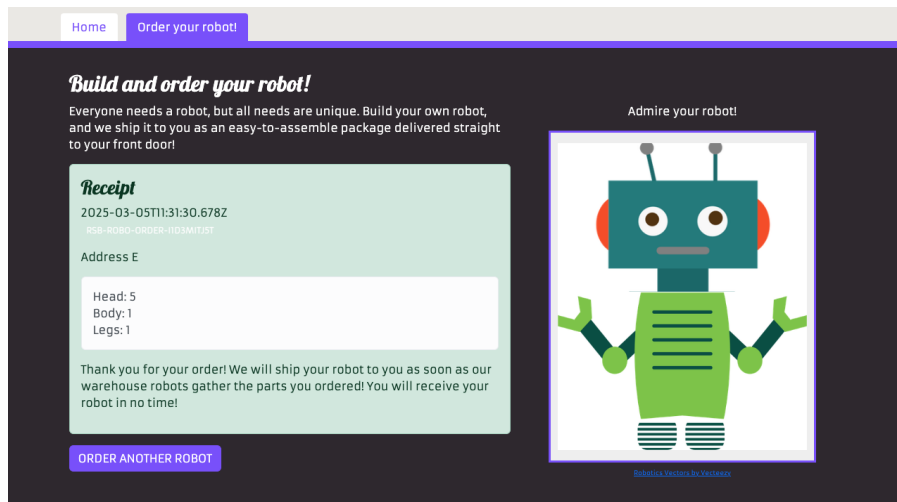 Home
Order your robot!
Build and order your robot!
Everyone needs a robot, but all needs are unique. Build your own robot,
and we ship it to you as an easy-to-assemble package delivered straight
to your front door!
Receipt
2025-03-05T11:31:30.678Z
Address E
Head: 5
Body: 1
Legs: 1
Thank you for your order! We will ship your robot to you as soon as our
warehouse robots gather the parts you ordered! You will receive your
robot in no time!
ORDER ANOTHER ROBOT
Admire your robot!
Robotics Vectors by Vecteezy